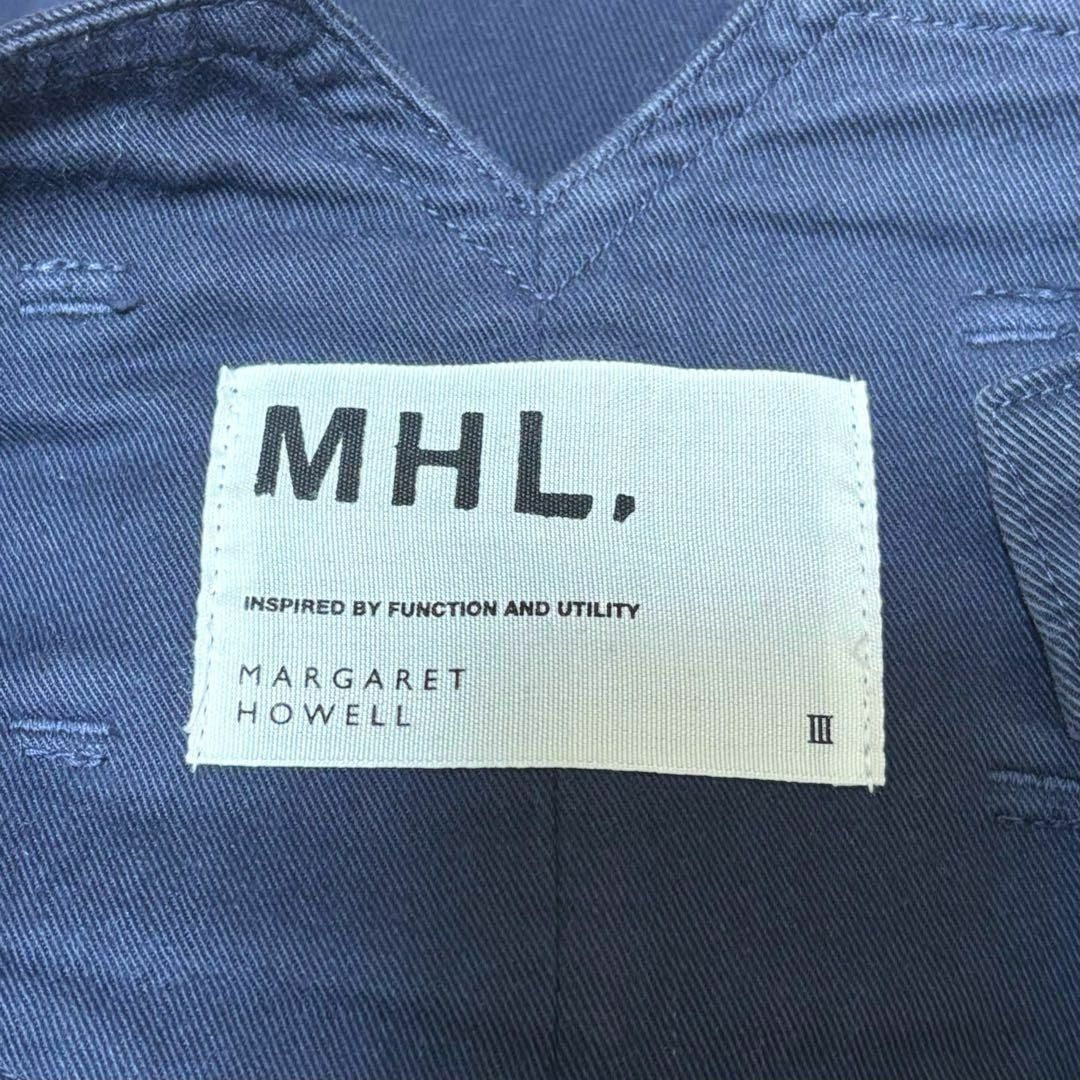 MHL.
INSPIRED BY FUNCTION AND UTILITY
MARGARET
HOWELL
III